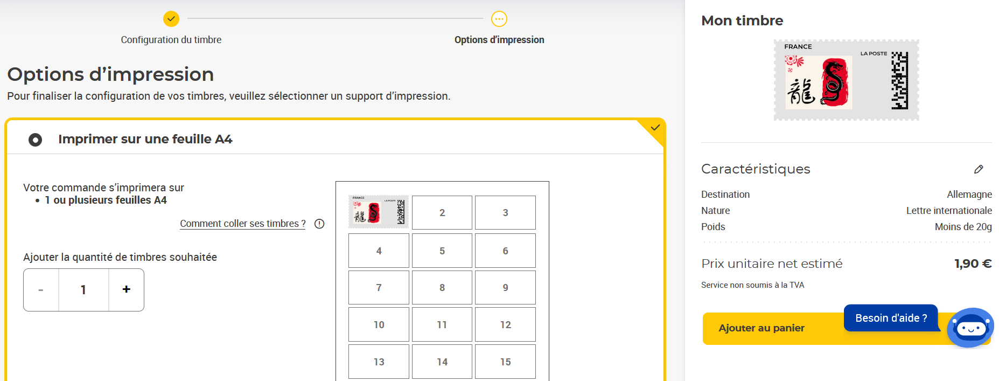 Configuration du timbre
Options d’impression
Options d’impression
Pour finaliser la configuration de vos timbres, veuillez sélectionner un support d’impression.
Imprimer sur une feuille A4
Votre commande s’imprimera sur
• 1 ou plusieurs feuilles A4
Comment coller ses timbres ?
Ajouter la quantité de timbres souhaitée
- 1 +
FRANCE
LA POSTE
龍
2 3
4 5 6
7 8 9
10 11 12
13 14 15
Mon timbre
FRANCE
LA POSTE
龍
Caractéristiques
Destination Allemagne
Nature Lettre internationale
Poids Moins de 20g
Prix unitaire net estimé 1,90 €
Service non soumis à la TVA
Besoin d'aide ?
Ajouter au panier